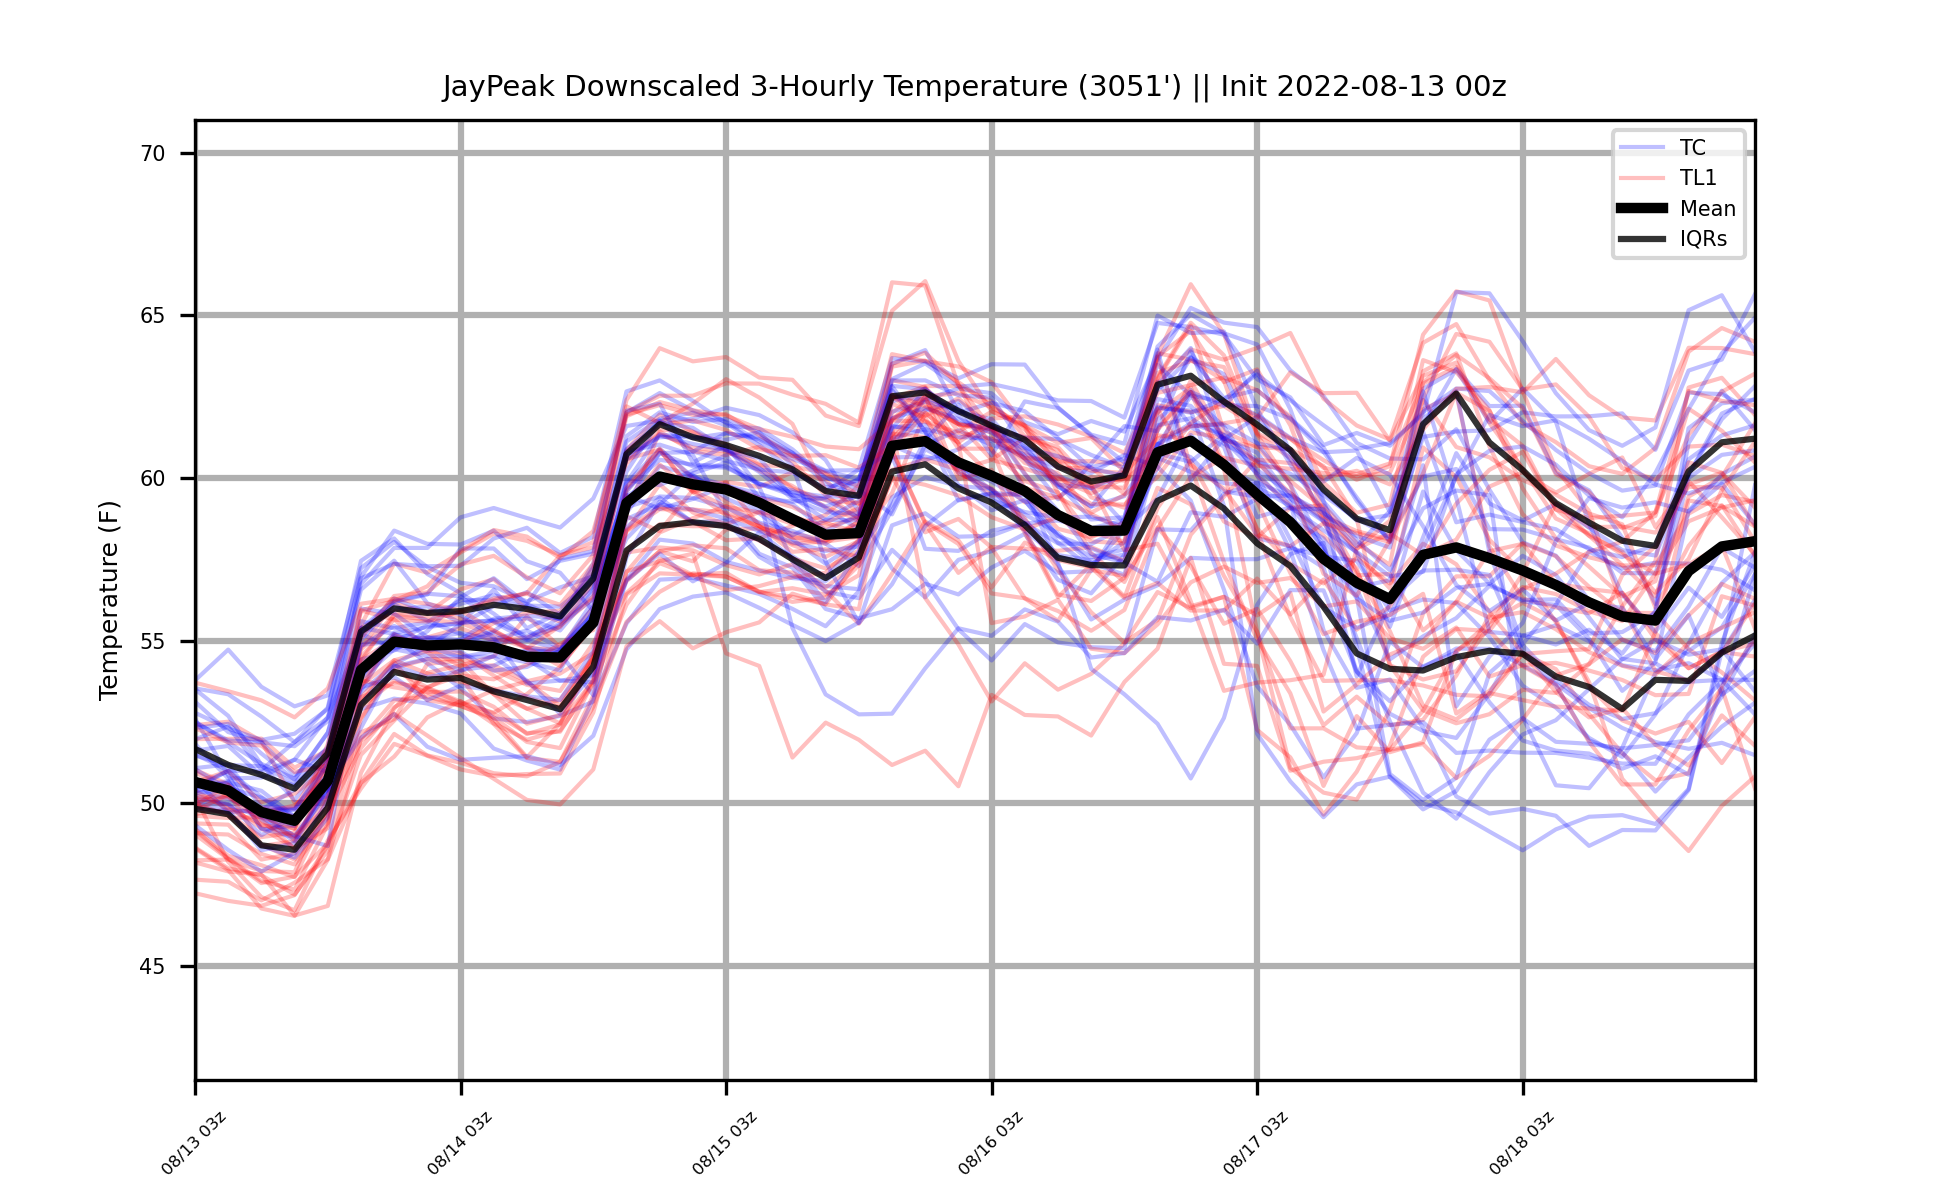 JayPeak Downscaled 3-Hourly Temperature (3051') || Init 2022-08-13 00z
TC
TL1
Mean
IQRs
Temperature (F)
70
65
60
55
50
45
08/13 03z
08/14 03z
08/15 03z
08/16 03z
08/17 03z
08/18 03z